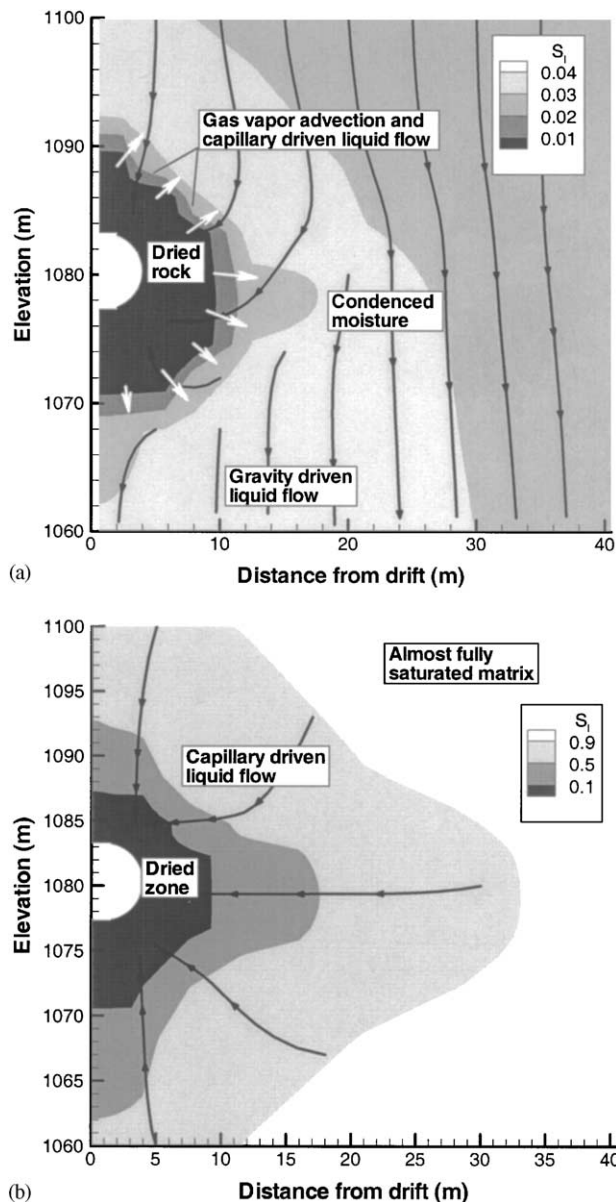 1100
1090
1080
1070
1060
Elevation (m)
Gas vapor advection and
capillary driven liquid flow
Dried
rock
Condenced
moisture
Gravity driven
liquid flow
S_l
0.04
0.03
0.02
0.01
0 10 20 30 40
(a)
Distance from drift (m)
1100
1095
1090
1085
1080
1075
1070
1065
1060
Elevation (m)
Almost fully
saturated matrix
Capillary driven
liquid flow
Dried
zone
S_l
0.9
0.5
0.1
0 5 10 15 20 25 30 35 40
(b)
Distance from drift (m)